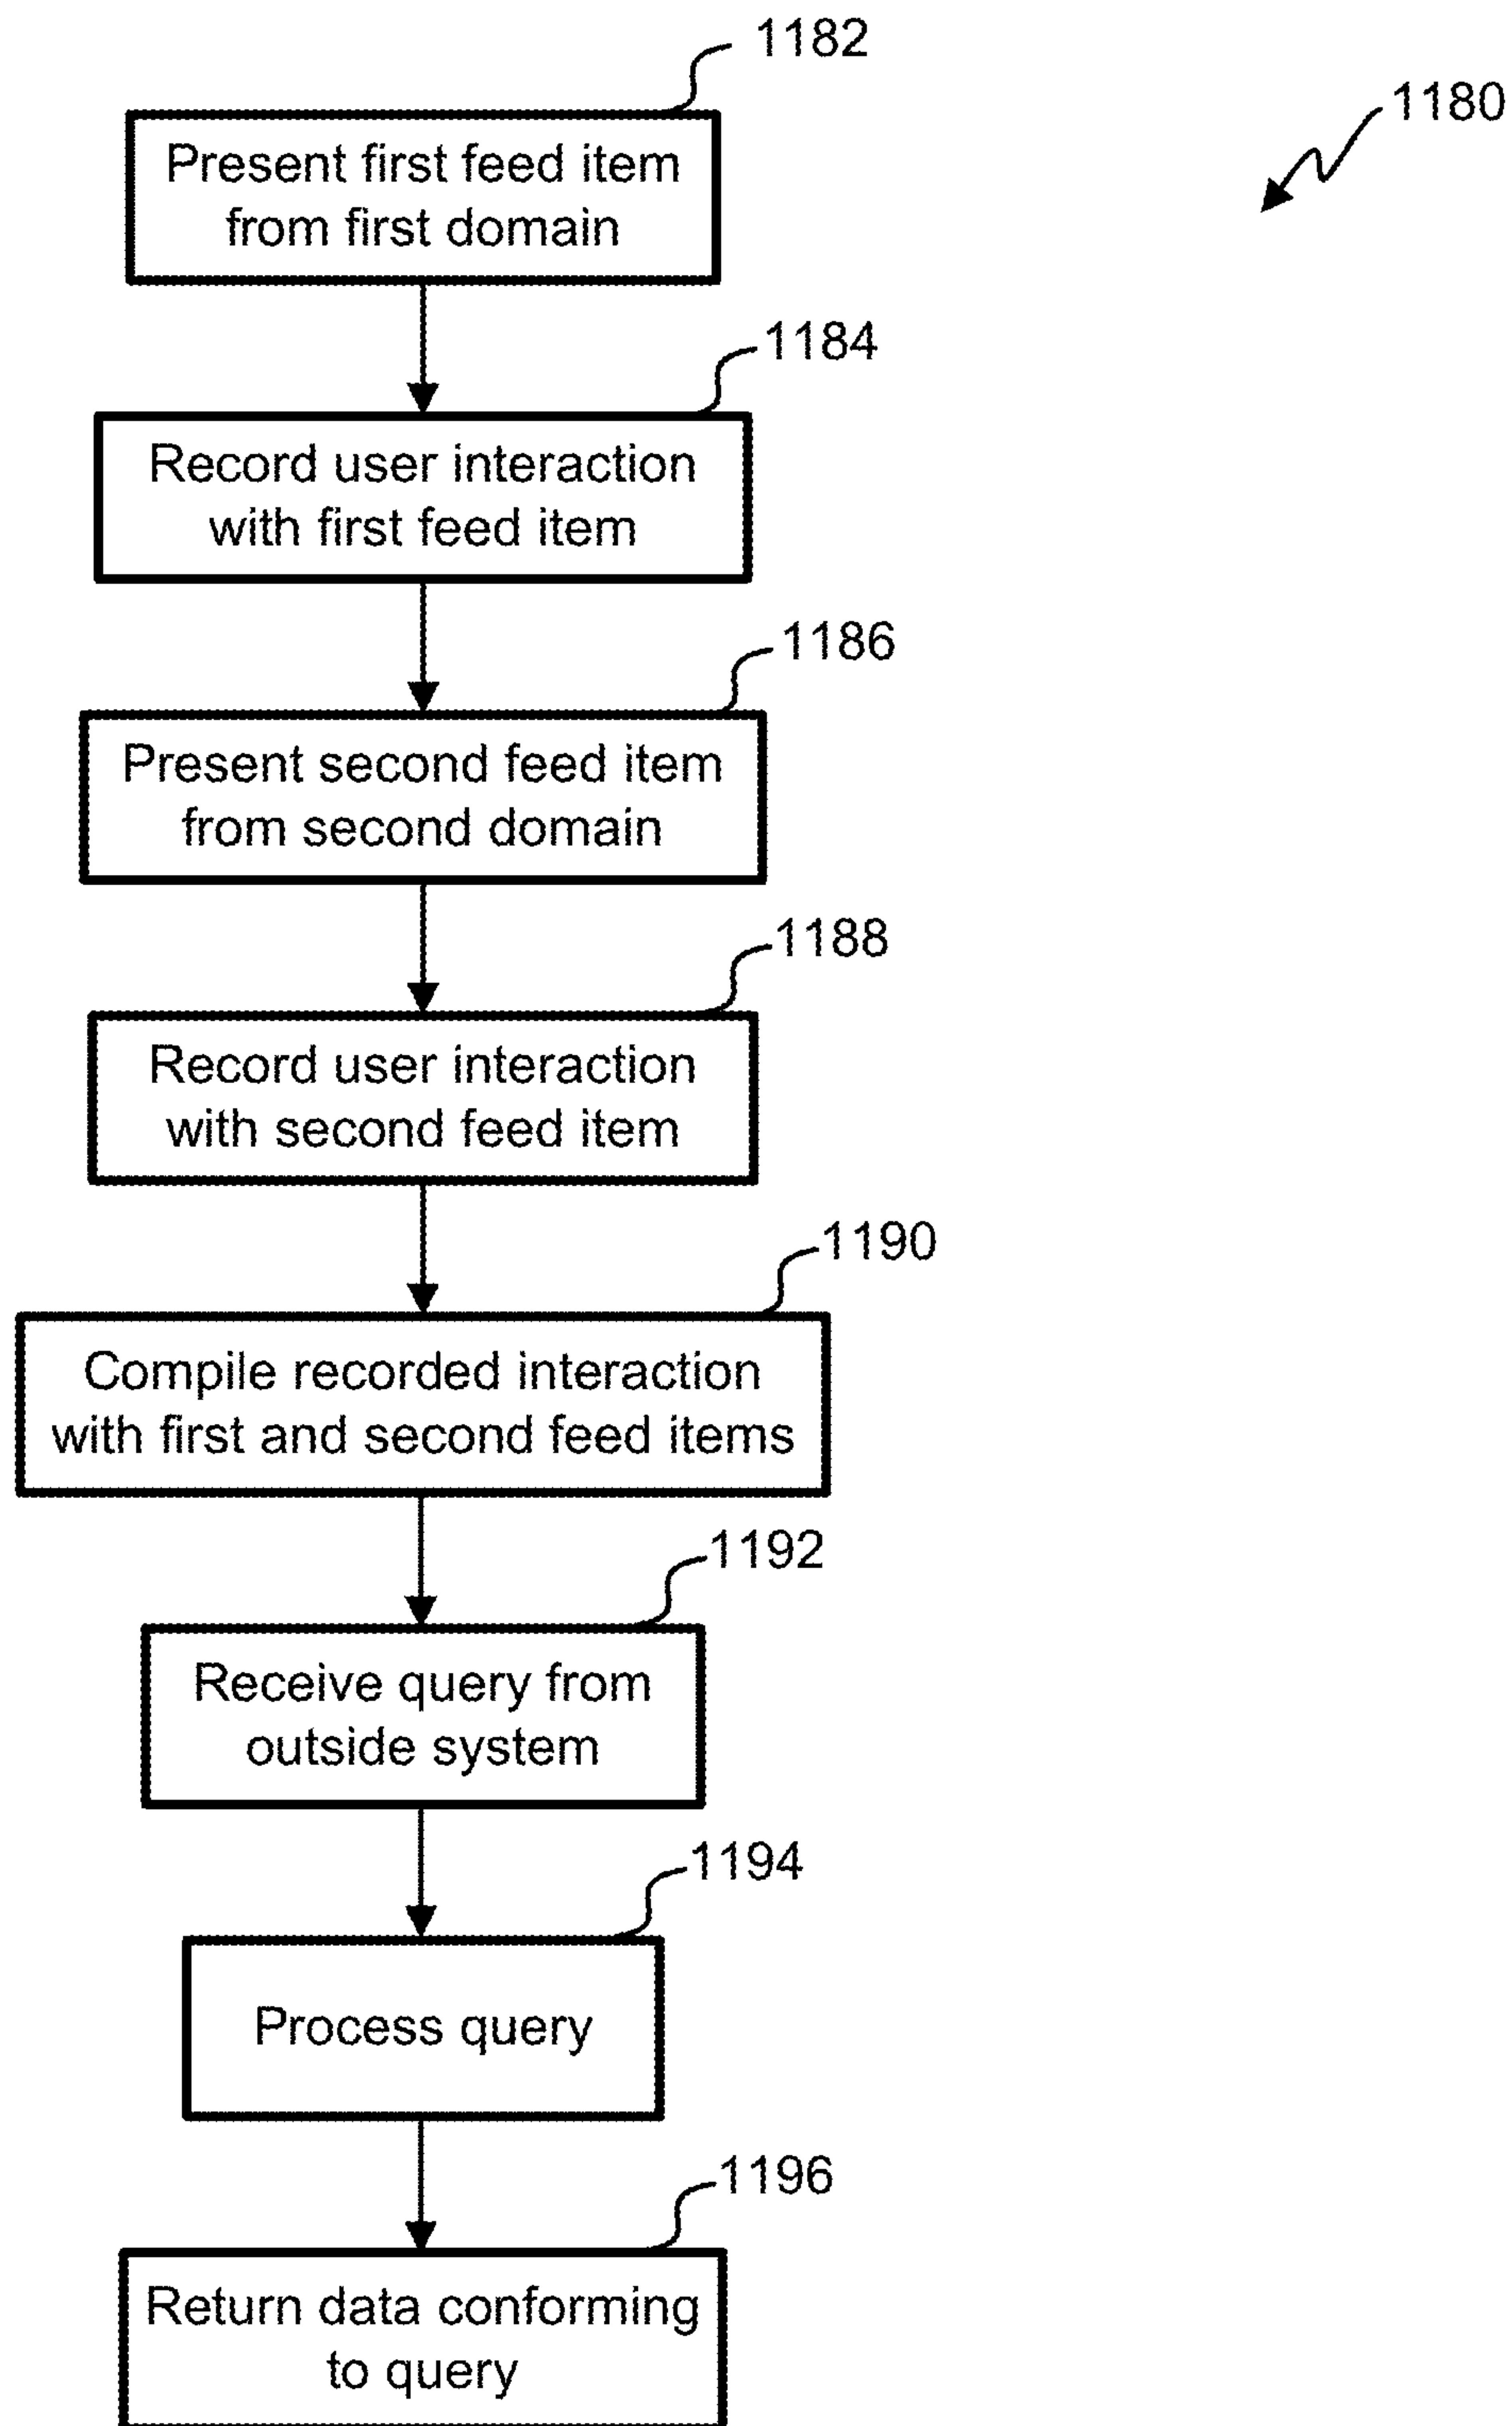 1182
1180
Present first feed item
from first domain
1184
Record user interaction
with first feed item
1186
Present second feed item
from second domain
1188
Record user interaction
with second feed item
1190
Compile recorded interaction
with first and second feed items
1192
Receive query from
outside system
1194
Process query
1196
Return data conforming
to query